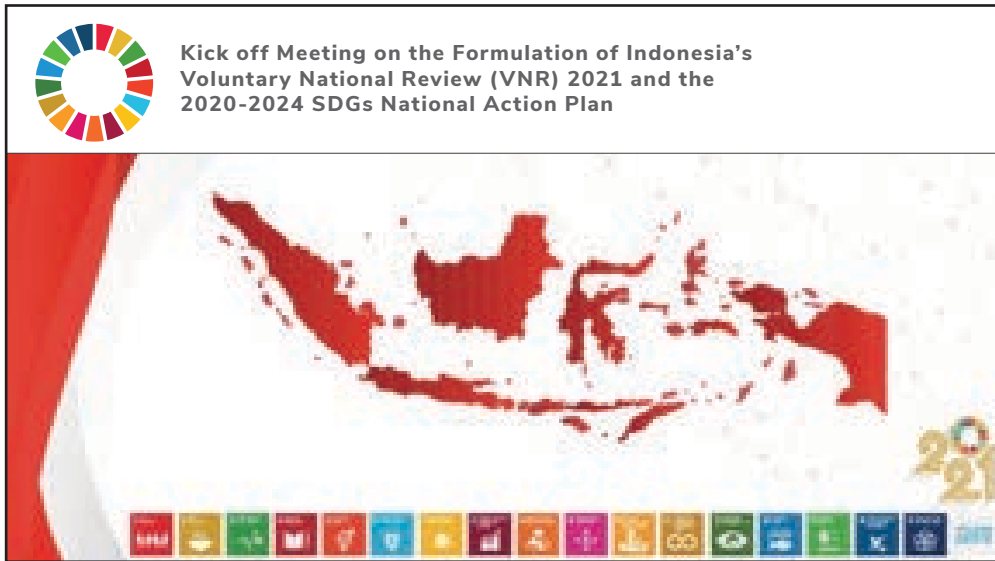 Kick off Meeting on the Formulation of Indonesia's
Voluntary National Review (VNR) 2021 and the
2020-2024 SDGs National Action Plan
2021